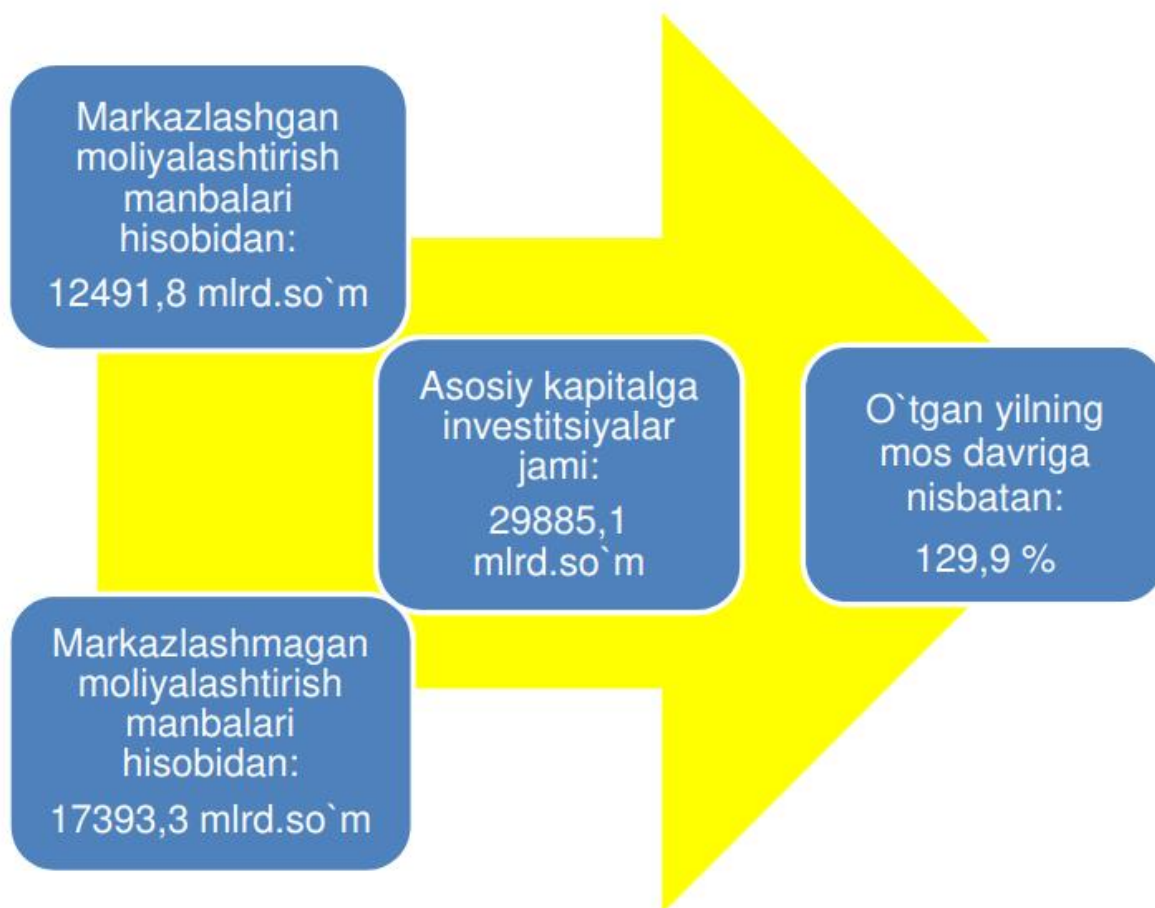 Markazlashgan
moliyalashtirish
manbalari
hisobidan:
12491,8 mlrd.so`m
Asosiy kapitalga
investitsiyalar
jami:
29885,1
mlrd.so`m
O`tgan yilning
mos davriga
nisbatan:
129,9 %
Markazlashmagan
moliyalashtirish
manbalari
hisobidan:
17393,3 mlrd.so`m